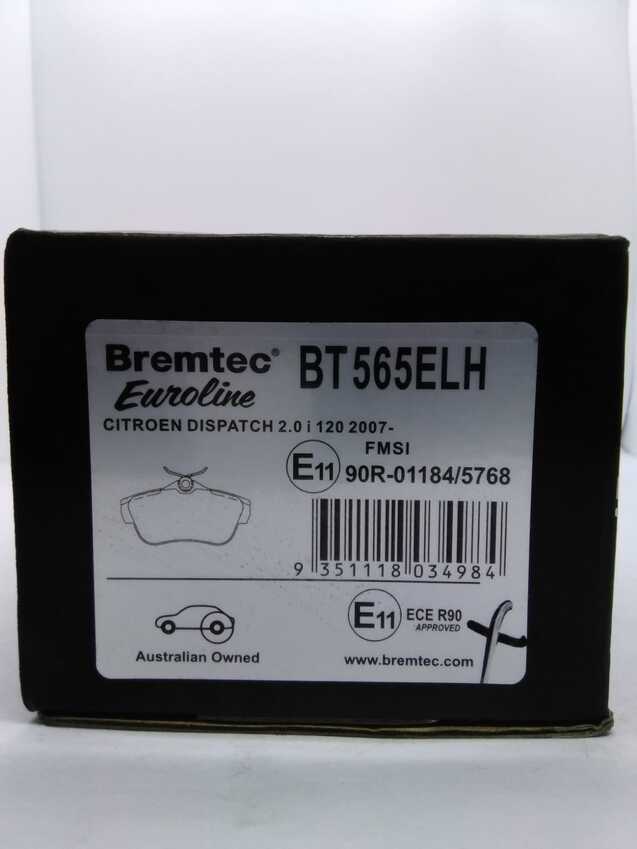 Bremtec® BT565ELH
Euroline
CITROEN DISPATCH 2.0 i 120 2007-
FMSI
E11 90R-01184/5768
9 351118 034984
E11 ECE R90
APPROVED
Australian Owned
www.bremtec.com